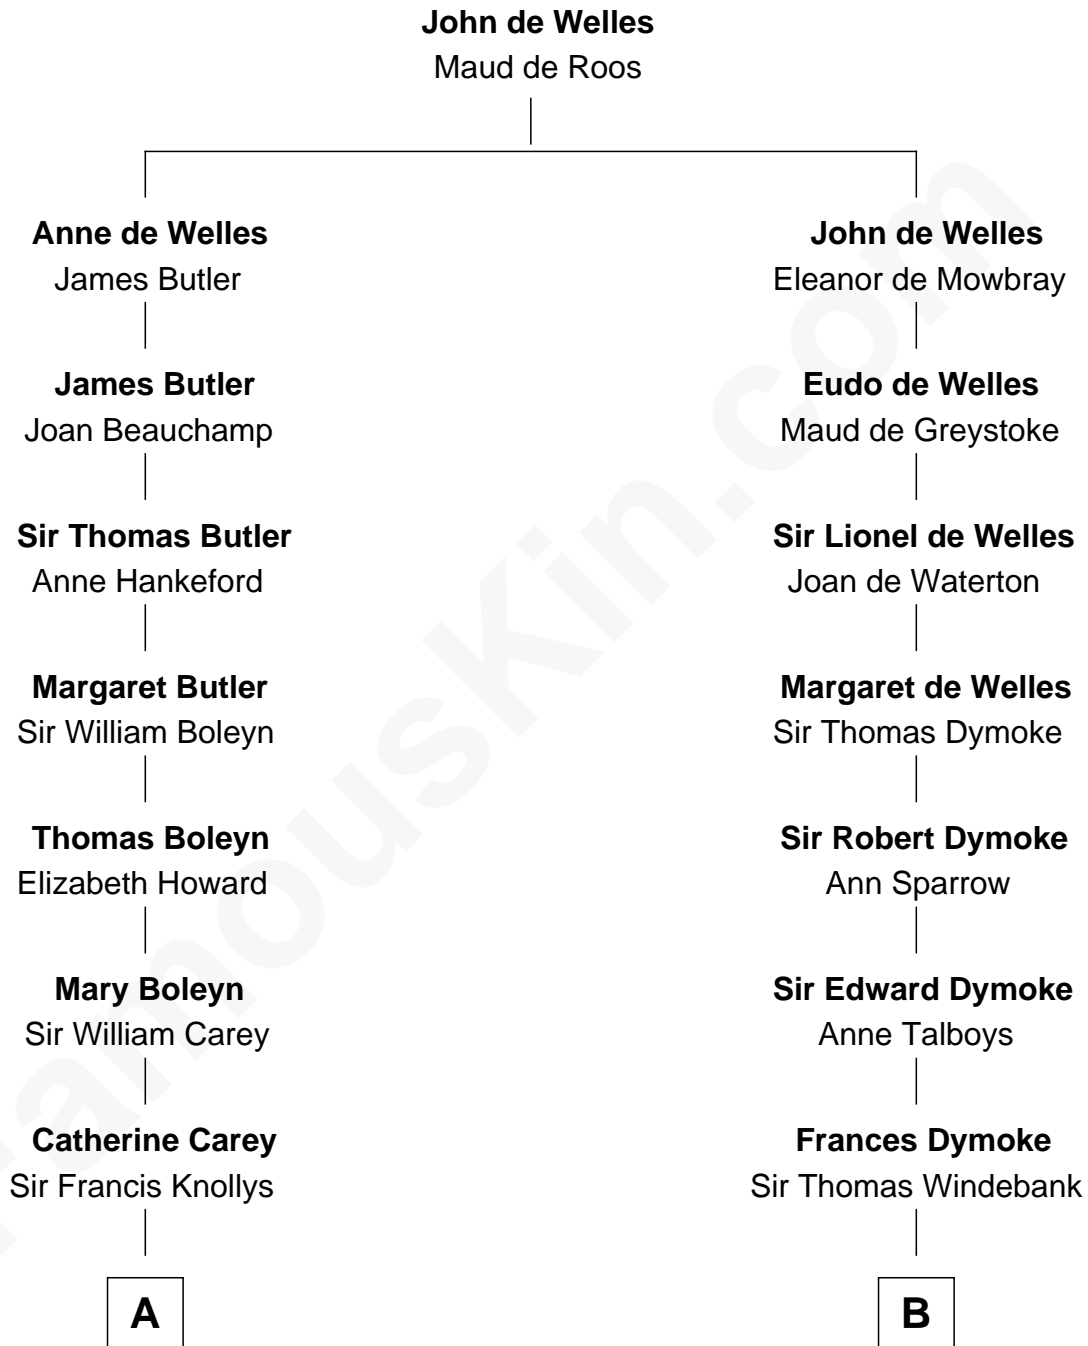 John de Welles
Maud de Roos
Anne de Welles
James Butler
James Butler
Joan Beauchamp
Sir Thomas Butler
Anne Hankeford
Margaret Butler
Sir William Boleyn
Thomas Boleyn
Elizabeth Howard
Mary Boleyn
Sir William Carey
Catherine Carey
Sir Francis Knollys
A
John de Welles
Eleanor de Mowbray
Eudo de Welles
Maud de Greystoke
Sir Lionel de Welles
Joan de Waterton
Margaret de Welles
Sir Thomas Dymoke
Sir Robert Dymoke
Ann Sparrow
Sir Edward Dymoke
Anne Talboys
Frances Dymoke
Sir Thomas Windebank
B
FamousKin.com